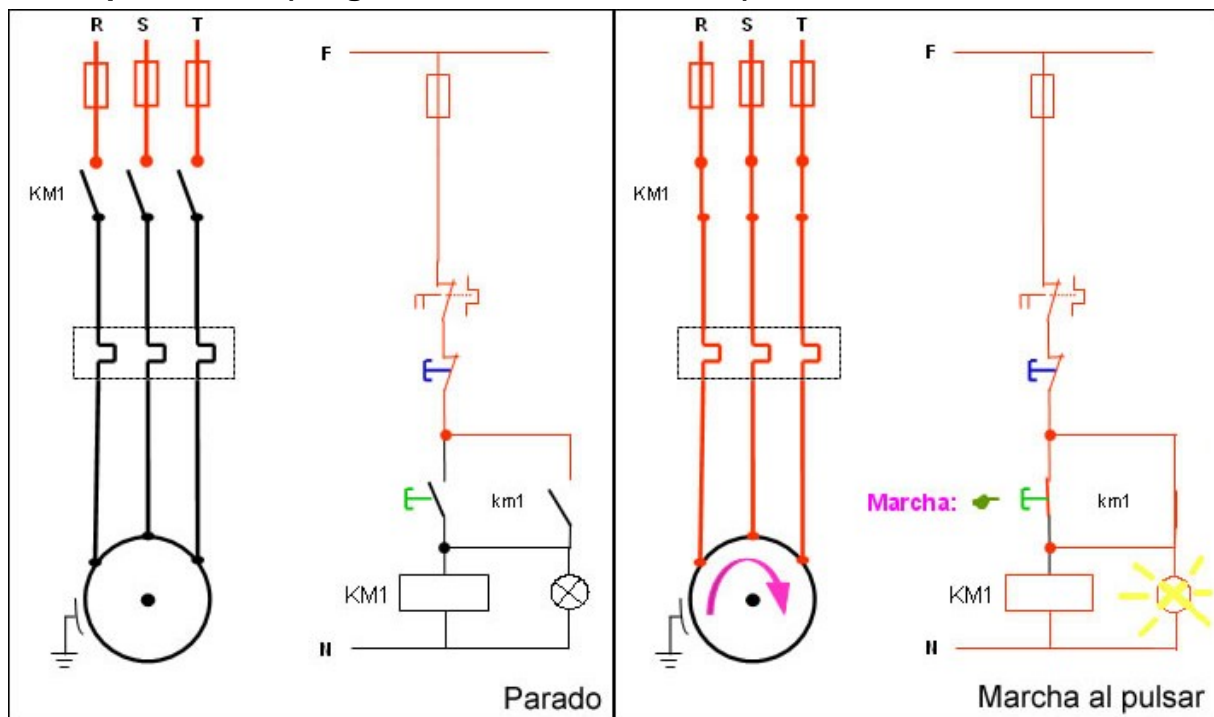 R S T
F
KM1
km1
KM1
N
Parado
R S T
F
KM1
Marcha:
km1
KM1
N
Marcha al pulsar